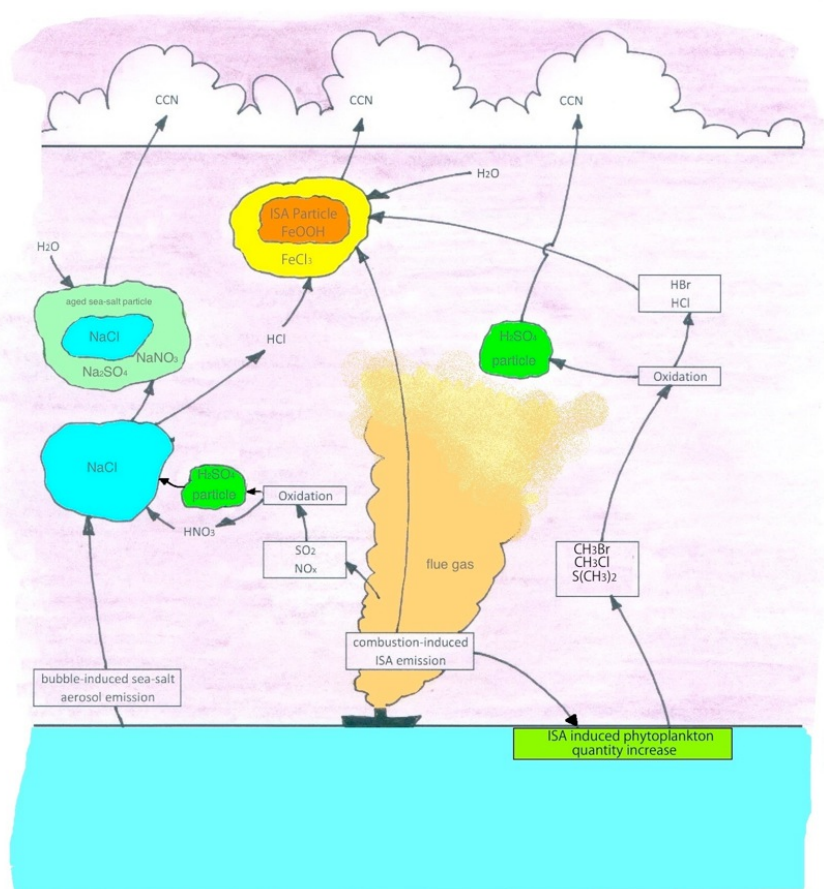 CCN
CCN
CCN
H2O
ISA Particle
FeOOH
FeCl3
H2O
HBr
HCl
aged sea-salt particle
NaCl
NaNO3
Na2SO4
HCl
H2SO4
particle
Oxidation
NaCl
H2SO4
particle
Oxidation
HNO3
SO2
NOx
flue gas
CH3Br
CH3Cl
S(CH3)2
combustion-induced
ISA emission
bubble-induced sea-salt
aerosol emission
ISA induced phytoplankton
quantity increase